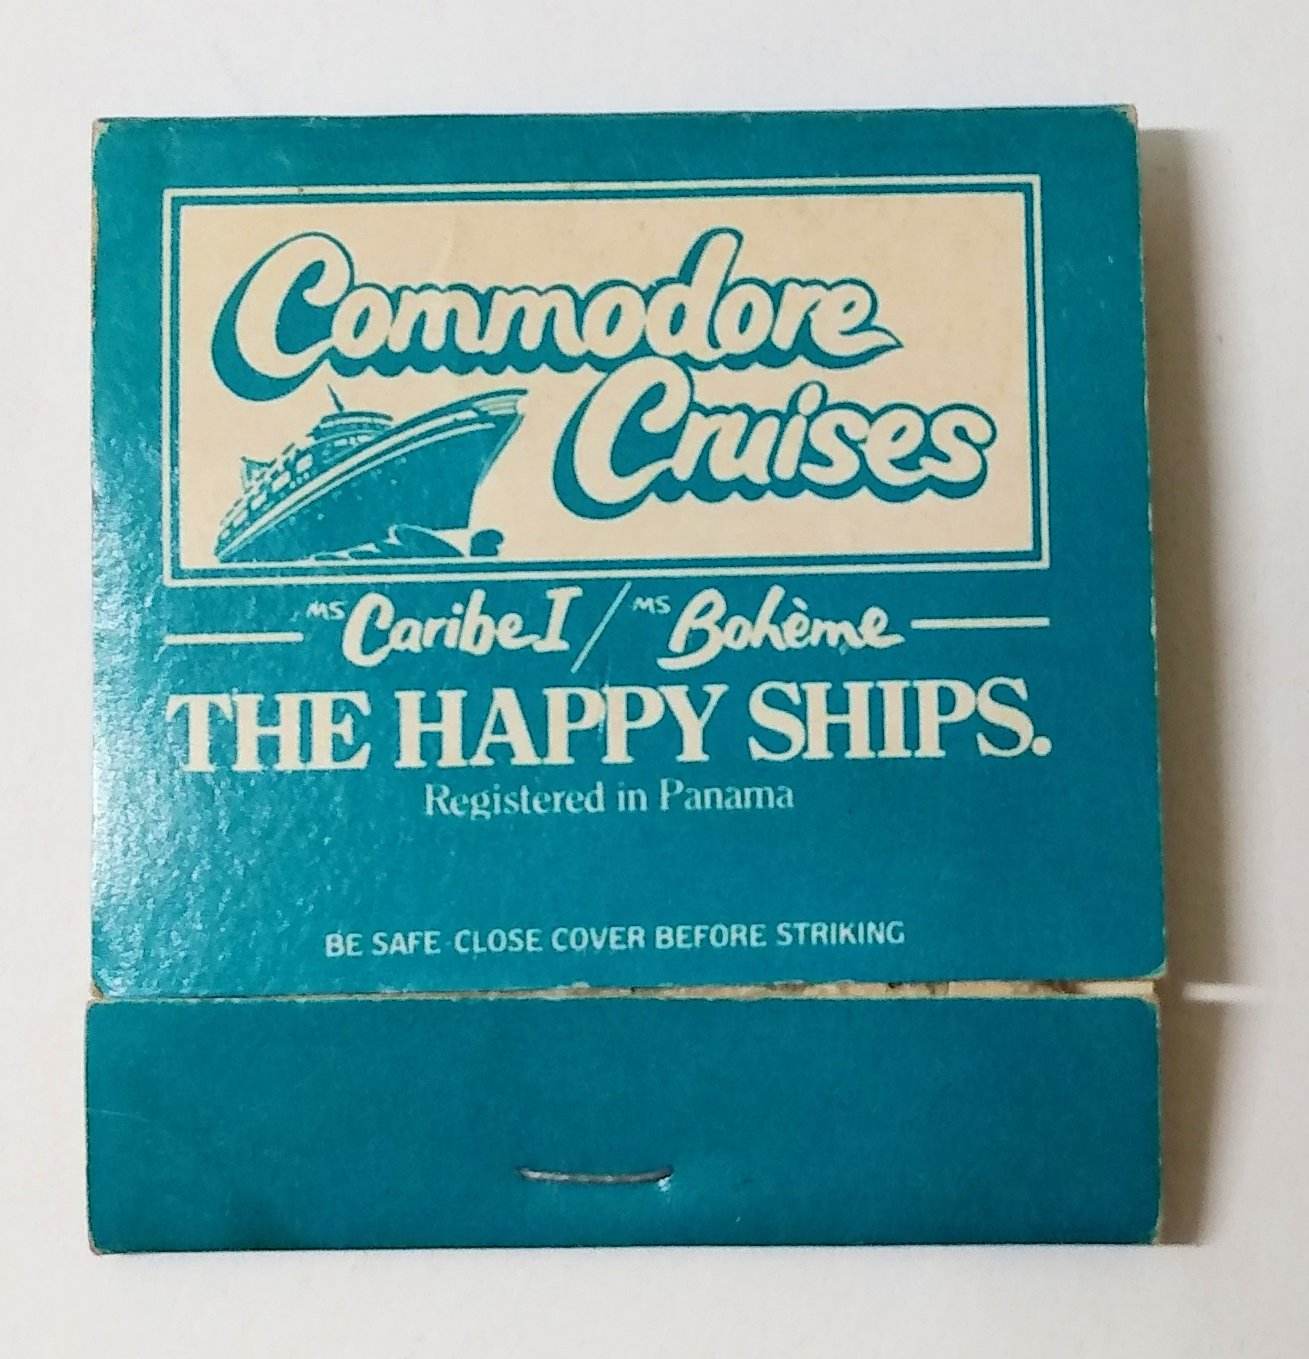 Commodore
Cruises
MS Caribe I / MS Bohème
THE HAPPY SHIPS.
Registered in Panama
BE SAFE CLOSE COVER BEFORE STRIKING